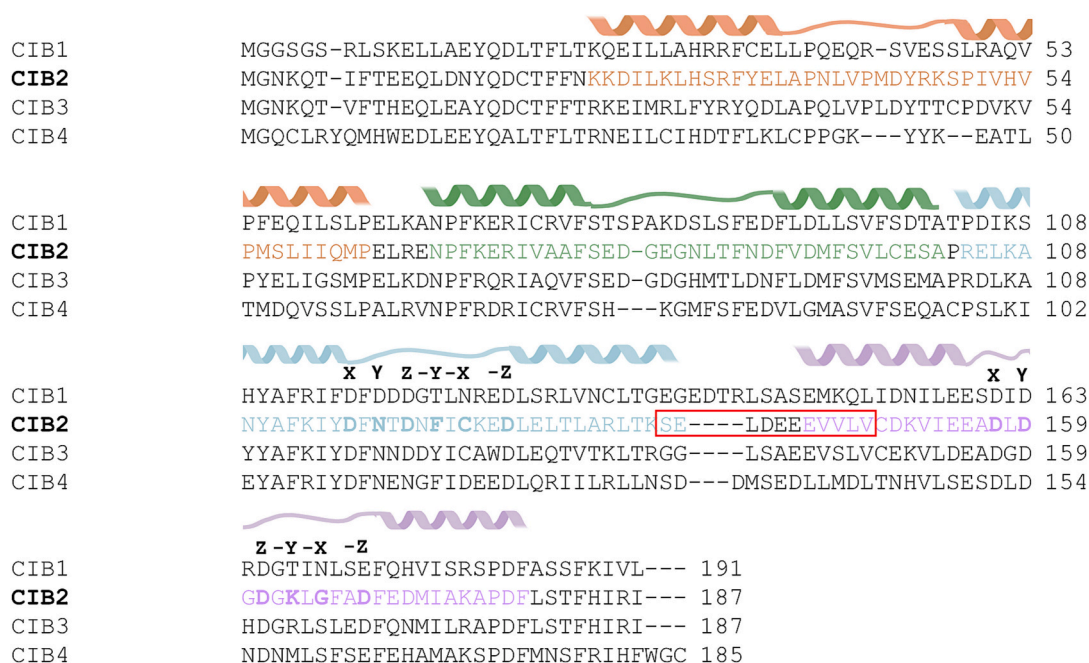 CIB1 MGGSGS-RLSKELLAEYQDLTFLTKQEILLAHRRFCELLPQEQR-SVESSLRAQV 53
CIB2 MGNKQT-IFTEEQLDNYQDCTFFNKKDILKLHSRFYELAPNLVPMDYRKSPIVHV 54
CIB3 MGNKQT-VFTHEQLEAYQDCTFFTRKEIMRLFYRYQDLAPQLVPLDYTTCPDVKV 54
CIB4 MGQCLRYQMHWEDLEEYQALTFLTRNEILCIHDTFLKLCPPGK---YYK--EATL 50
CIB1 PFEQILSLPELKANPFKERICRVFSTSPAKDSLSFEDFLDLLSVFSDTATPDIKS 108
CIB2 PMSLIIQMPELRENPFKERIVAAFSED-GEGNLTFNDFVDMFSVLCESAPRELKA 108
CIB3 PYELIGSMPELKDNPFRQRIAQVFSED-GDGHMTLDNFLDMFSVMSEMAPRDLKA 108
CIB4 TMDQVSSLPALRVNPFRDRICRVFSH---KGMFSFEDVLGMASVFSEQACPSLKI 102
X Y Z -Y -X -Z
CIB1 HYAFRIFDFDDDGTLNREDLSRLVNCLTGEGEDTRLSASEMKQLIDNILEESDID 163
X Y
CIB2 NYAFKIYDFNTDNFICKEDLELTLARLTKSE----LDEEEVVLVCDKVIEEADLD 159
CIB3 YYAFKIYDFNNDDYICAWDLEQTVTKLTRGG----LSAEEVSLVCEKVLDEADGD 159
CIB4 EYAFRIYDFNENGFIDEEDLQRIILRLLNSD---DMSEDLLMDLTNHVLSESDLD 154
Z -Y -X -Z
CIB1 RDGTINLSEFQHVISRSPDFASSFKIVL--- 191
CIB2 GDGKLGFADFEDMIAKAPDFLSTFHIRI--- 187
CIB3 HDGRLSLEDFQNMILRAPDFLSTFHIRI--- 187
CIB4 NDNMLSFSEFEHAMAKSPDFMNSFRIHFWGC 185